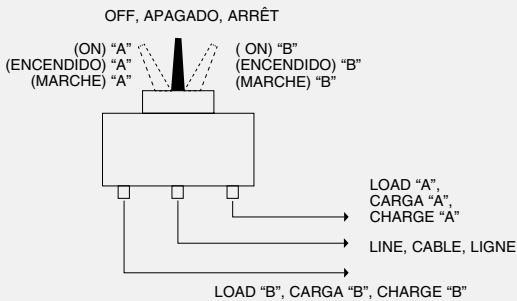 OFF, APAGADO, ARRÊT
(ON) “A”
(ENCENDIDO) “A”
(MARCHE) “A”
( ON) “B”
(ENCENDIDO) “B”
(MARCHE) “B”
LOAD “A”,
CARGA “A”,
CHARGE “A”
LINE, CABLE, LIGNE
LOAD “B”, CARGA “B”, CHARGE “B”